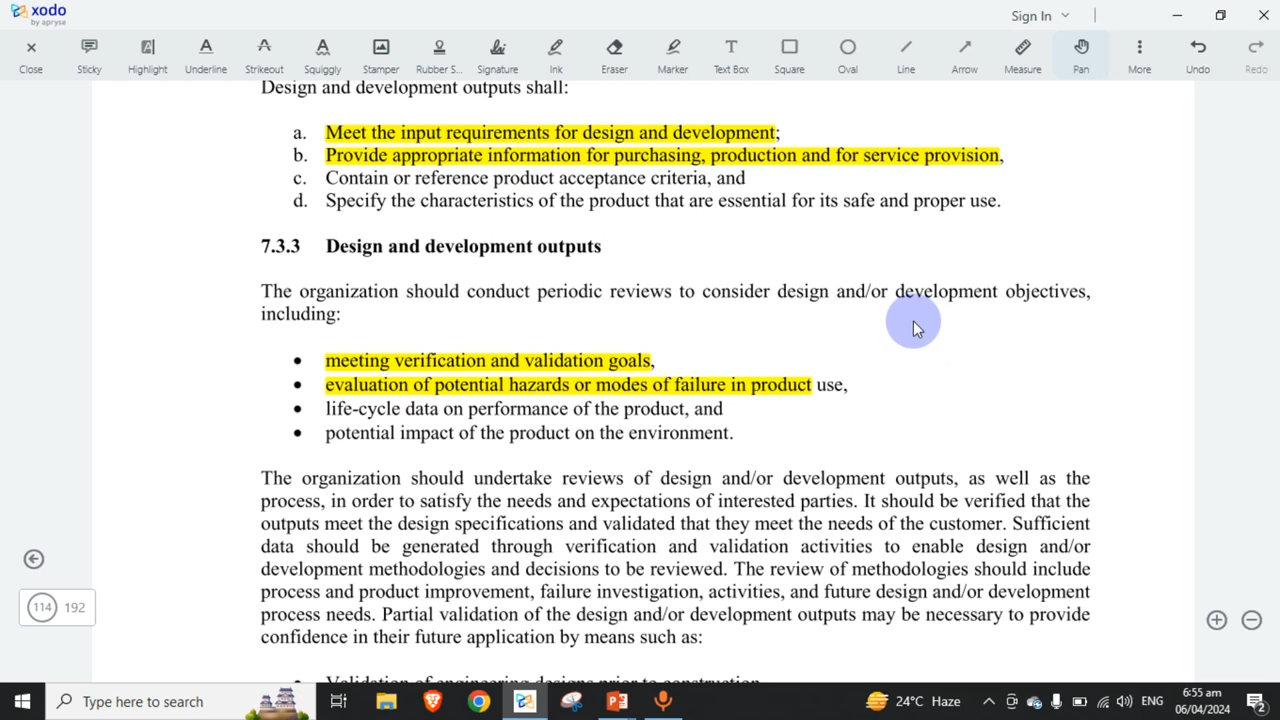 xodo
by apryse
Sign In
Close Sticky Highlight Underline Strikeout Squiggly Stamper Rubber S... Signature Ink Eraser Marker Text Box Square Oval Line Arrow Measure Pan More Undo Redo
Design and development outputs shall:
a. Meet the input requirements for design and development;
b. Provide appropriate information for purchasing, production and for service provision,
c. Contain or reference product acceptance criteria, and
d. Specify the characteristics of the product that are essential for its safe and proper use.
7.3.3 Design and development outputs
The organization should conduct periodic reviews to consider design and/or development objectives,
including:
• meeting verification and validation goals,
• evaluation of potential hazards or modes of failure in product use,
• life-cycle data on performance of the product, and
• potential impact of the product on the environment.
The organization should undertake reviews of design and/or development outputs, as well as the
process, in order to satisfy the needs and expectations of interested parties. It should be verified that the
outputs meet the design specifications and validated that they meet the needs of the customer. Sufficient
data should be generated through verification and validation activities to enable design and/or
development methodologies and decisions to be reviewed. The review of methodologies should include
process and product improvement, failure investigation, activities, and future design and/or development
process needs. Partial validation of the design and/or development outputs may be necessary to provide
confidence in their future application by means such as:
• Validation of engineering designs prior to construction
114 192
Type here to search
24°C Haze
ENG
6:55 am
06/04/2024
2